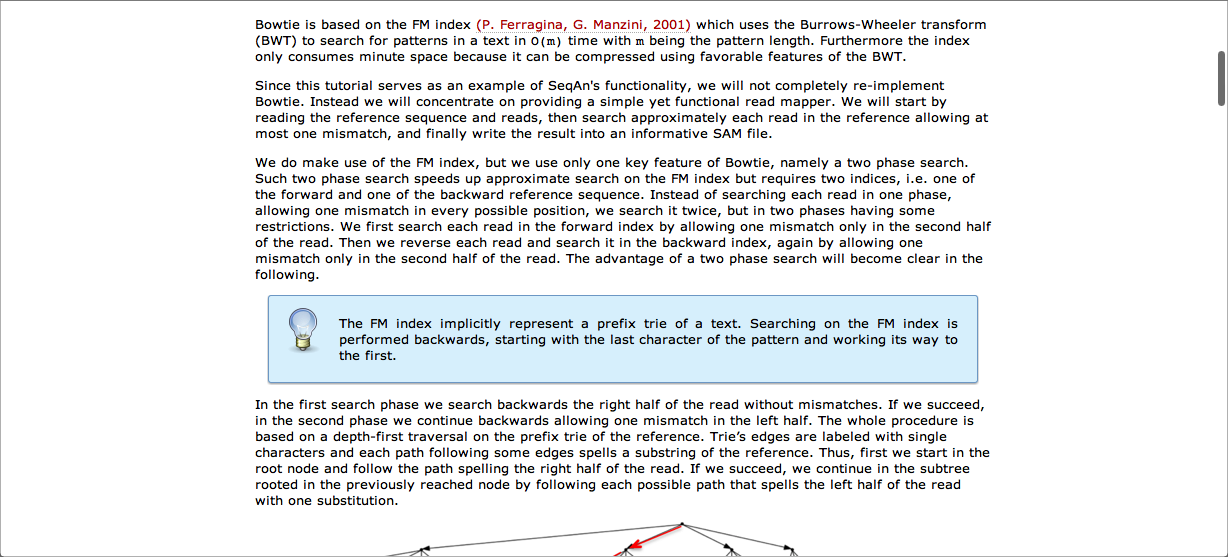 Bowtie is based on the FM index (P. Ferragina, G. Manzini, 2001) which uses the Burrows-Wheeler transform
(BWT) to search for patterns in a text in O(m) time with m being the pattern length. Furthermore the index
only consumes minute space because it can be compressed using favorable features of the BWT.
Since this tutorial serves as an example of SeqAn's functionality, we will not completely re-implement
Bowtie. Instead we will concentrate on providing a simple yet functional read mapper. We will start by
reading the reference sequence and reads, then search approximately each read in the reference allowing at
most one mismatch, and finally write the result into an informative SAM file.
We do make use of the FM index, but we use only one key feature of Bowtie, namely a two phase search.
Such two phase search speeds up approximate search on the FM index but requires two indices, i.e. one of
the forward and one of the backward reference sequence. Instead of searching each read in one phase,
allowing one mismatch in every possible position, we search it twice, but in two phases having some
restrictions. We first search each read in the forward index by allowing one mismatch only in the second half
of the read. Then we reverse each read and search it in the backward index, again by allowing one
mismatch only in the second half of the read. The advantage of a two phase search will become clear in the
following.
The FM index implicitly represent a prefix trie of a text. Searching on the FM index is
performed backwards, starting with the last character of the pattern and working its way to
the first.
In the first search phase we search backwards the right half of the read without mismatches. If we succeed,
in the second phase we continue backwards allowing one mismatch in the left half. The whole procedure is
based on a depth-first traversal on the prefix trie of the reference. Trie’s edges are labeled with single
characters and each path following some edges spells a substring of the reference. Thus, first we start in the
root node and follow the path spelling the right half of the read. If we succeed, we continue in the subtree
rooted in the previously reached node by following each possible path that spells the left half of the read
with one substitution.